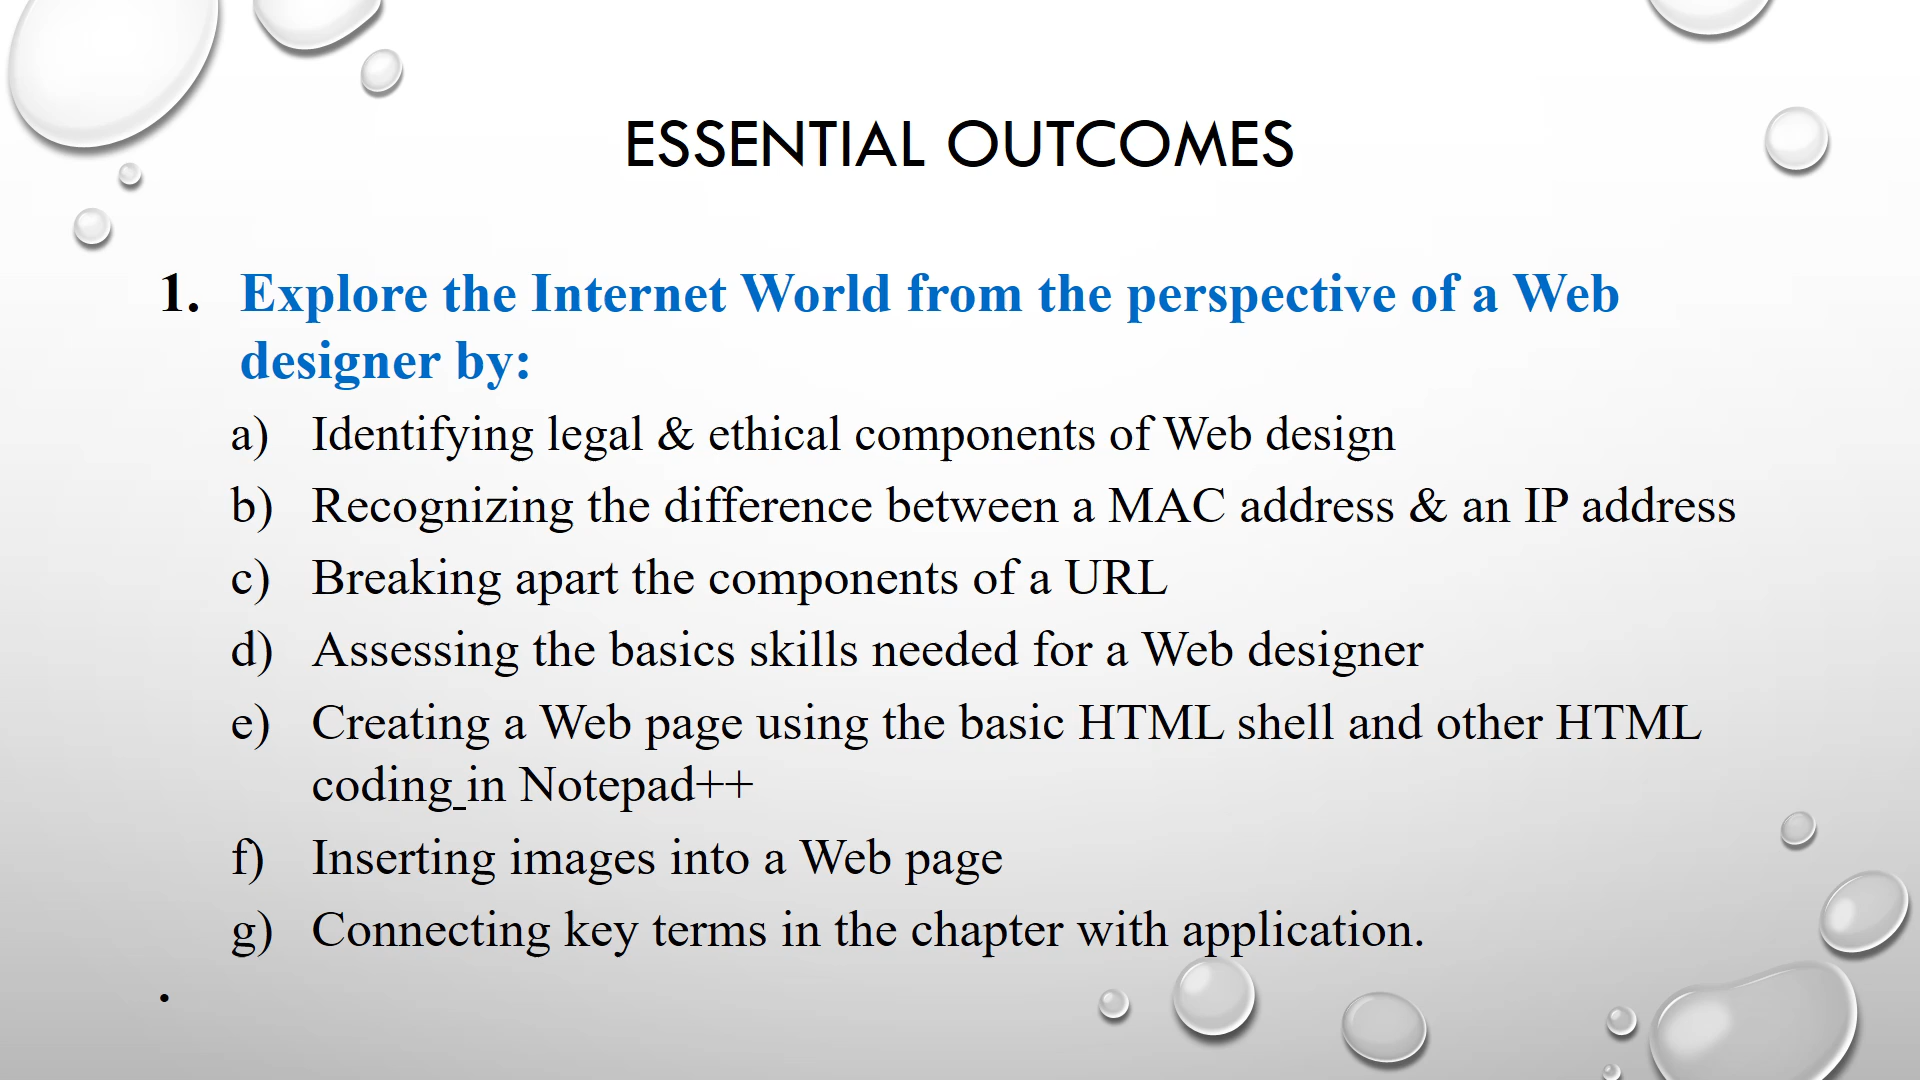 ESSENTIAL OUTCOMES
1. Explore the Internet World from the perspective of a Web
designer by:
a) Identifying legal & ethical components of Web design
b) Recognizing the difference between a MAC address & an IP address
c) Breaking apart the components of a URL
d) Assessing the basics skills needed for a Web designer
e) Creating a Web page using the basic HTML shell and other HTML
coding in Notepad++
f) Inserting images into a Web page
g) Connecting key terms in the chapter with application.
•